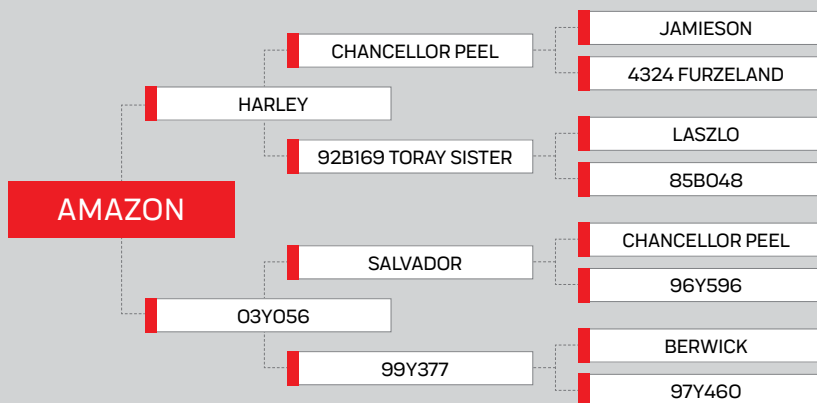 JAMIESON
CHANCELLOR PEEL
4324 FURZELAND
HARLEY
LASZLO
92B169 TORAY SISTER
85B048
AMAZON
CHANCELLOR PEEL
SALVADOR
96Y596
03Y056
BERWICK
99Y377
97Y460